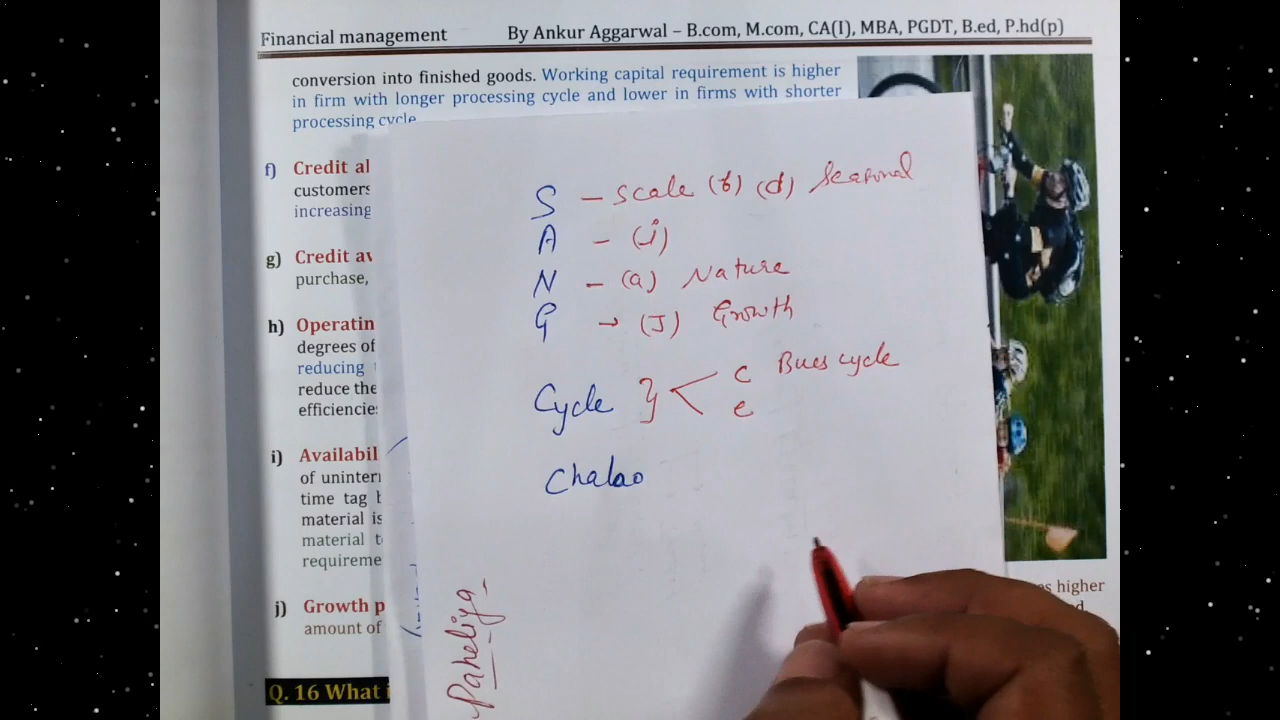 Financial management By Ankur Aggarwal – B.com, M.com, CA(I), MBA, PGDT, B.ed, P.hd(p)
conversion into finished goods. Working capital requirement is higher
in firm with longer processing cycle and lower in firms with shorter
processing cycle
f) Credit al
customers
increasing
g) Credit av
purchase,
h) Operatin
degrees of
reducing
reduce the
efficiencie
i) Availabil
of uninter
time tag
material is
material
requireme
j) Growth p
amount of
Q. 16 What
S – Scale (b) (d) Seasonal
A – (i)
N – (a) Nature
G → (J) Growth
Cycle } < c Bues cycle
e
Chalao
Paheliya
es higher